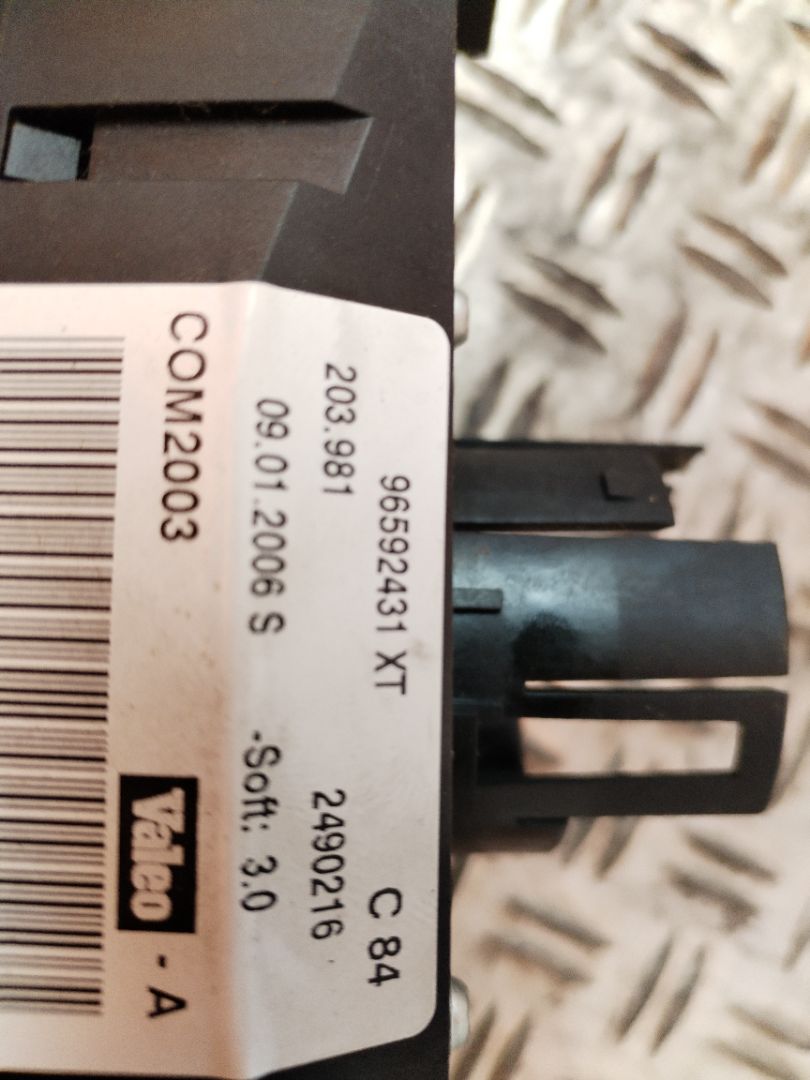 96592431 XT C 84
203.981 2490216
09.01.2006 S -Soft: 3.0
COM2003 Valeo - A